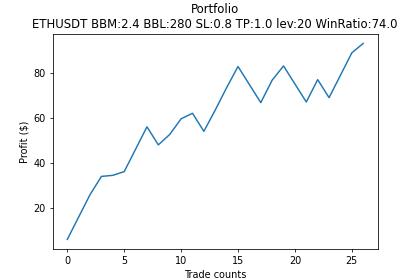 Portfolio
ETHUSDT BBM:2.4 BBL:280 SL:0.8 TP:1.0 lev:20 WinRatio:74.0
Profit ($)
80
60
40
20
0 5 10 15 20 25
Trade counts